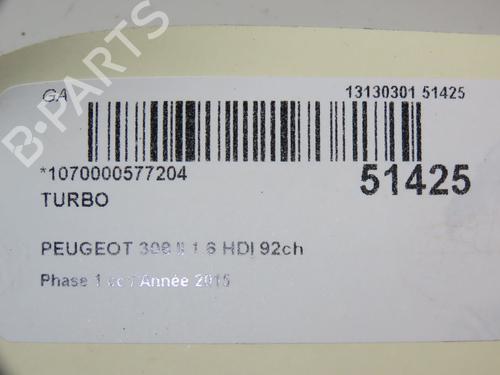 GA
13130301 51425
*1070000577204
51425
TURBO
PEUGEOT 308 II 1.6 HDI 92ch
Phase 1 Année 2015
B-PARTS